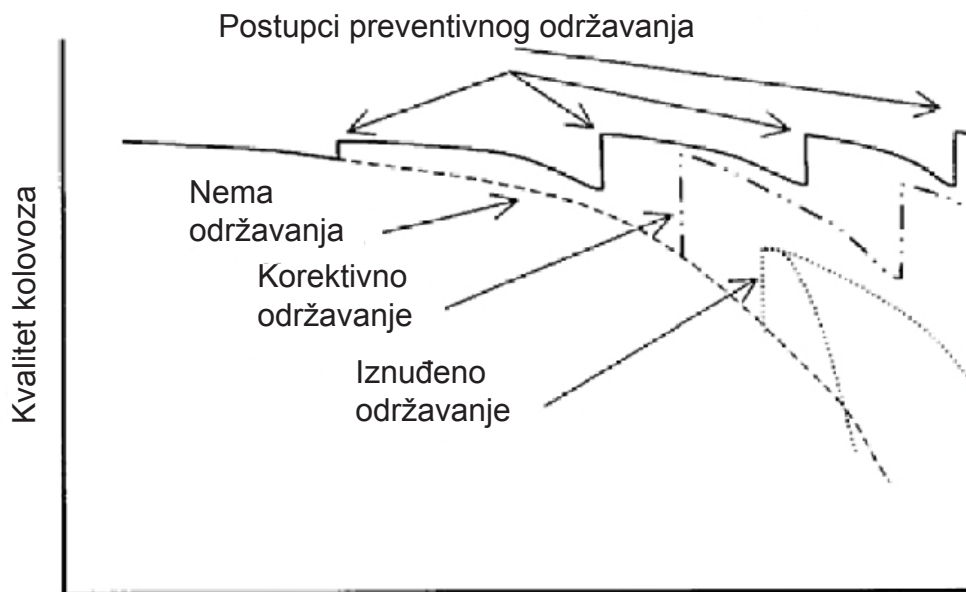 Postupci preventivnog održavanja
Nema
održavanja
Korektivno
održavanje
Iznuđeno
održavanje
Kvalitet kolovoza